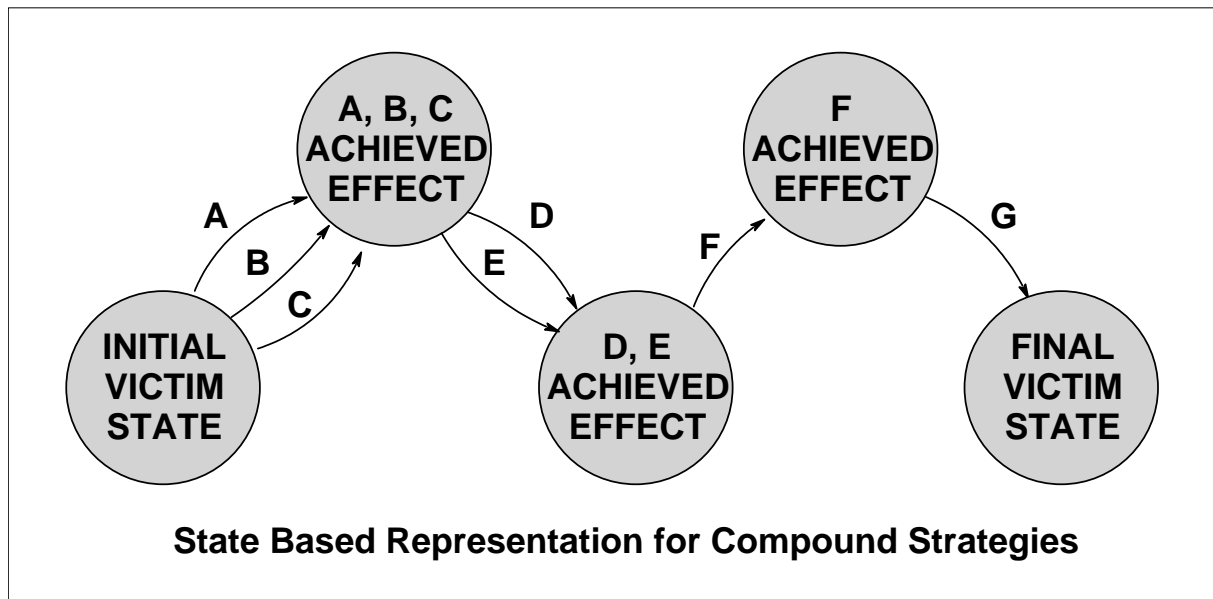 A, B, C
ACHIEVED
EFFECT
F
ACHIEVED
EFFECT
A
B
C
D
E
F
G
INITIAL
VICTIM
STATE
D, E
ACHIEVED
EFFECT
FINAL
VICTIM
STATE
State Based Representation for Compound Strategies